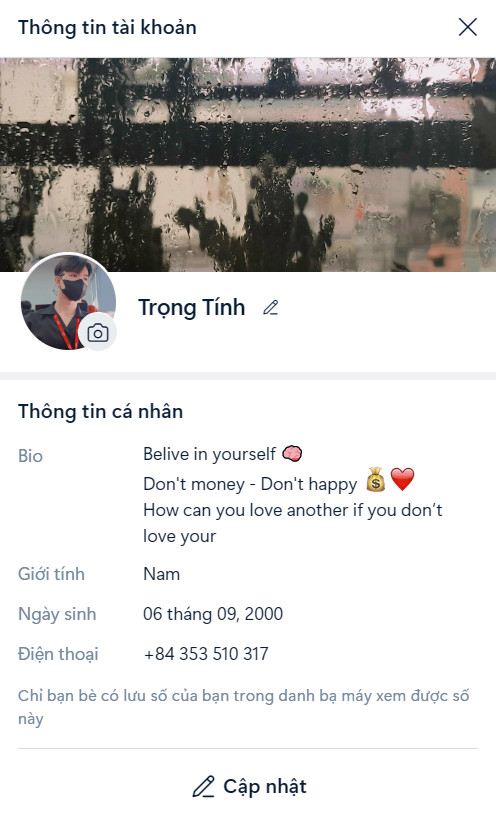 Thông tin tài khoản
Trọng Tính
Thông tin cá nhân
Bio
Belive in yourself 🧠
Don't money - Don't happy 💰❤️
How can you love another if you don’t
love your
Giới tính Nam
Ngày sinh 06 tháng 09, 2000
Điện thoại +84 353 510 317
Chỉ bạn bè có lưu số của bạn trong danh bạ máy xem được số
này
Cập nhật